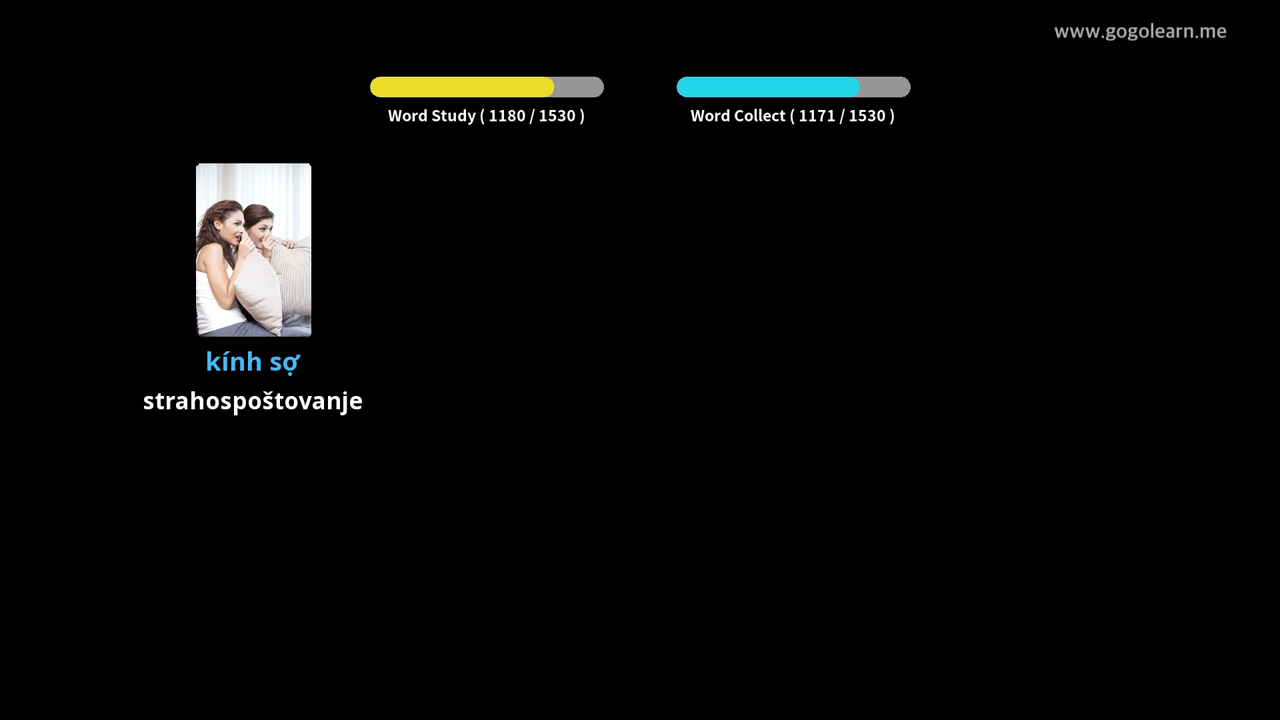 www.gogolearn.me
Word Study ( 1180 / 1530 )
Word Collect ( 1171 / 1530 )
kính sợ
strahospoštovanje